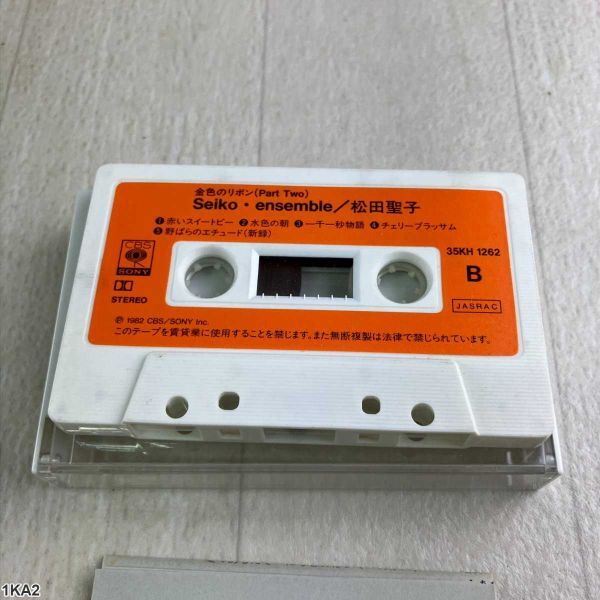 金色のリボン(Part Two)
Seiko・ensemble/松田聖子
①赤いスイートピー ②水色の朝 ③一千一秒物語 ④チェリーブラッサム
⑤野ばらのエチュード(新録)
CBS
SONY
35KH 1262
B
STEREO
JASRAC
Ⓟ 1982 CBS/SONY Inc.
このテープを賃貸業に使用することを禁じます。また無断複製は法律で禁じられています。
1KA2